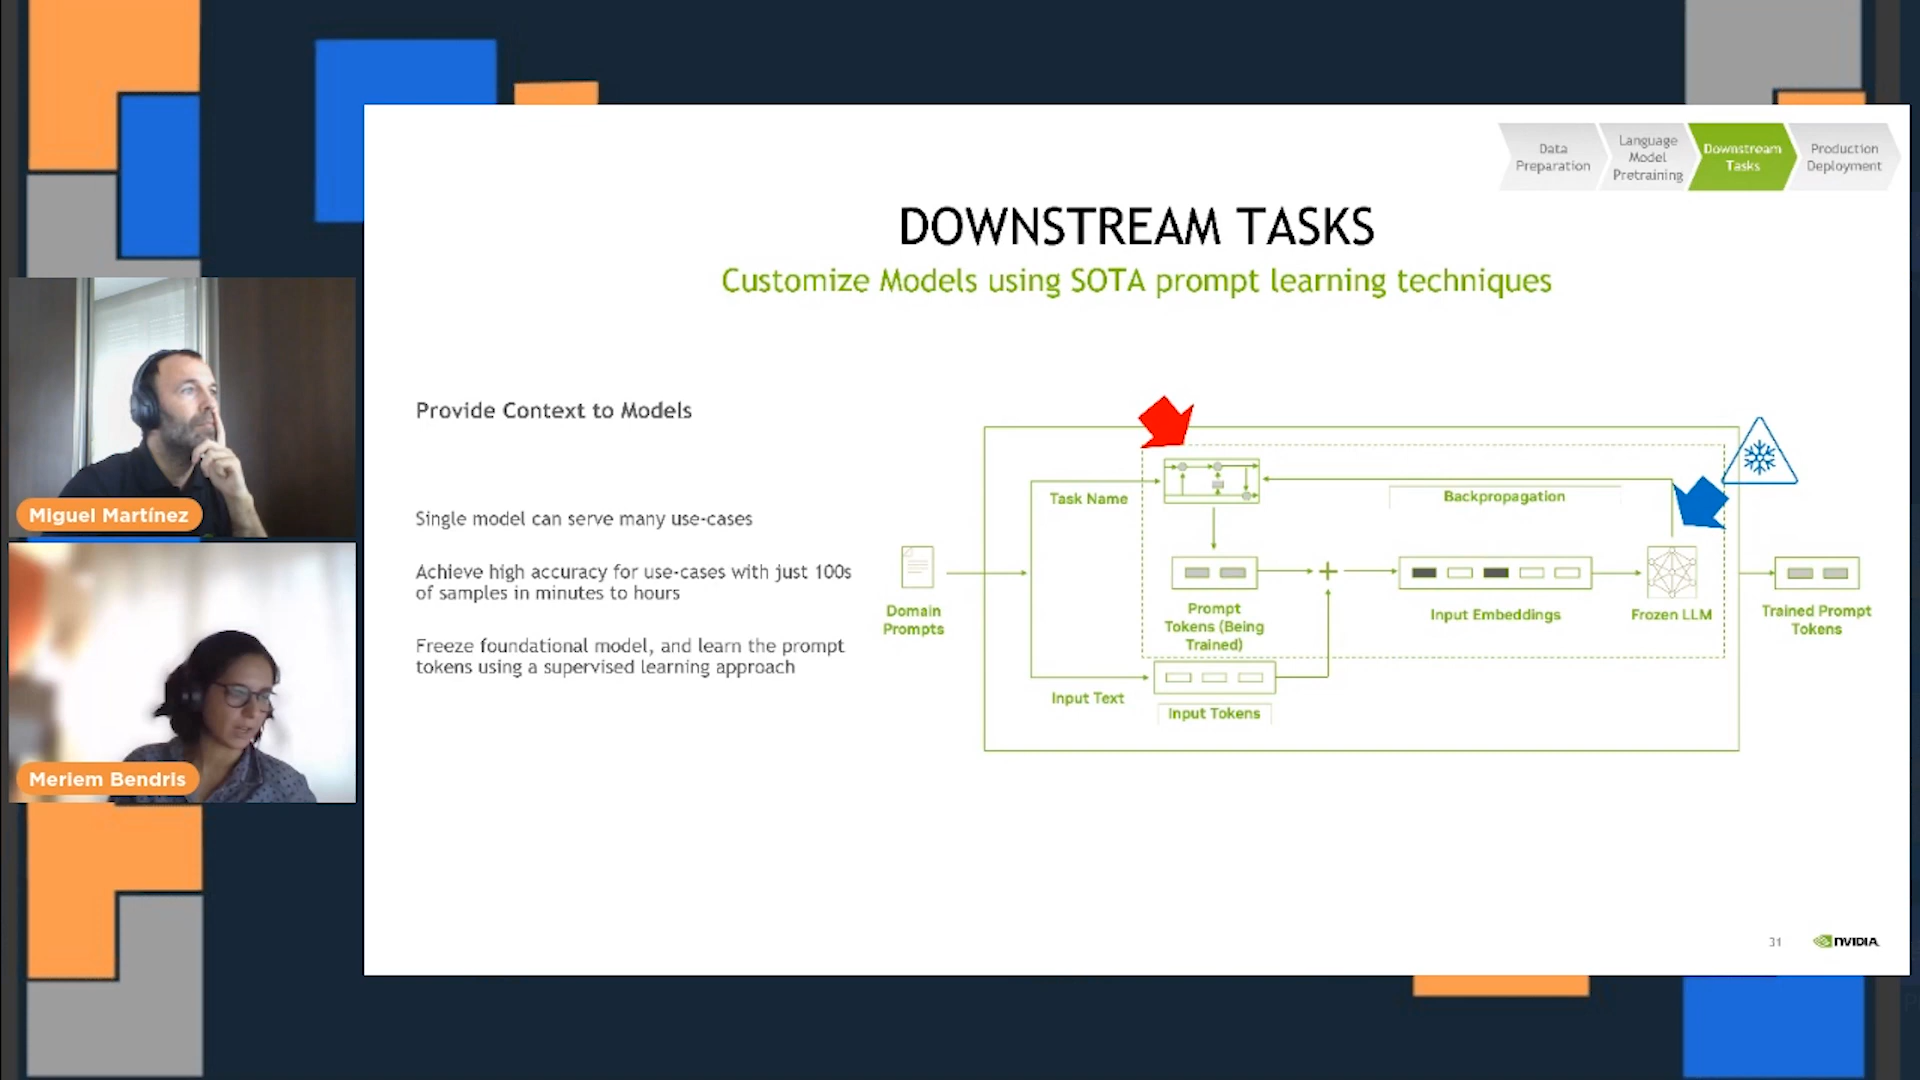 Data
Preparation
Language
Model
Pretraining
Downstream
Tasks
Production
Deployment
DOWNSTREAM TASKS
Customize Models using SOTA prompt learning techniques
Provide Context to Models
Single model can serve many use-cases
Achieve high accuracy for use-cases with just 100s
of samples in minutes to hours
Freeze foundational model, and learn the prompt
tokens using a supervised learning approach
Task Name
Backpropagation
Domain
Prompts
Prompt
Tokens (Being
Trained)
+
Input Embeddings
Frozen LLM
Trained Prompt
Tokens
Input Text
Input Tokens
31
NVIDIA
Miguel Martínez
Meriem Bendris